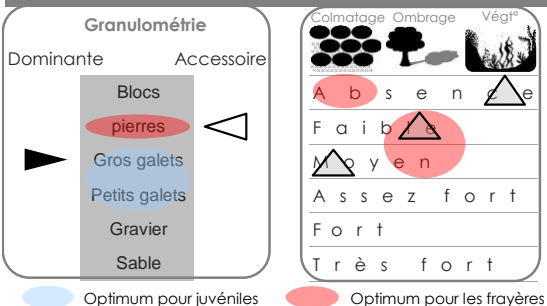 Granulométrie
Dominante Accessoire
Blocs
pierres
Gros galets
Petits galets
Gravier
Sable
Colmatage Ombrage Végt°
Absence
Faible
Moyen
Assez fort
Fort
Très fort
Optimum pour juvéniles Optimum pour les frayères